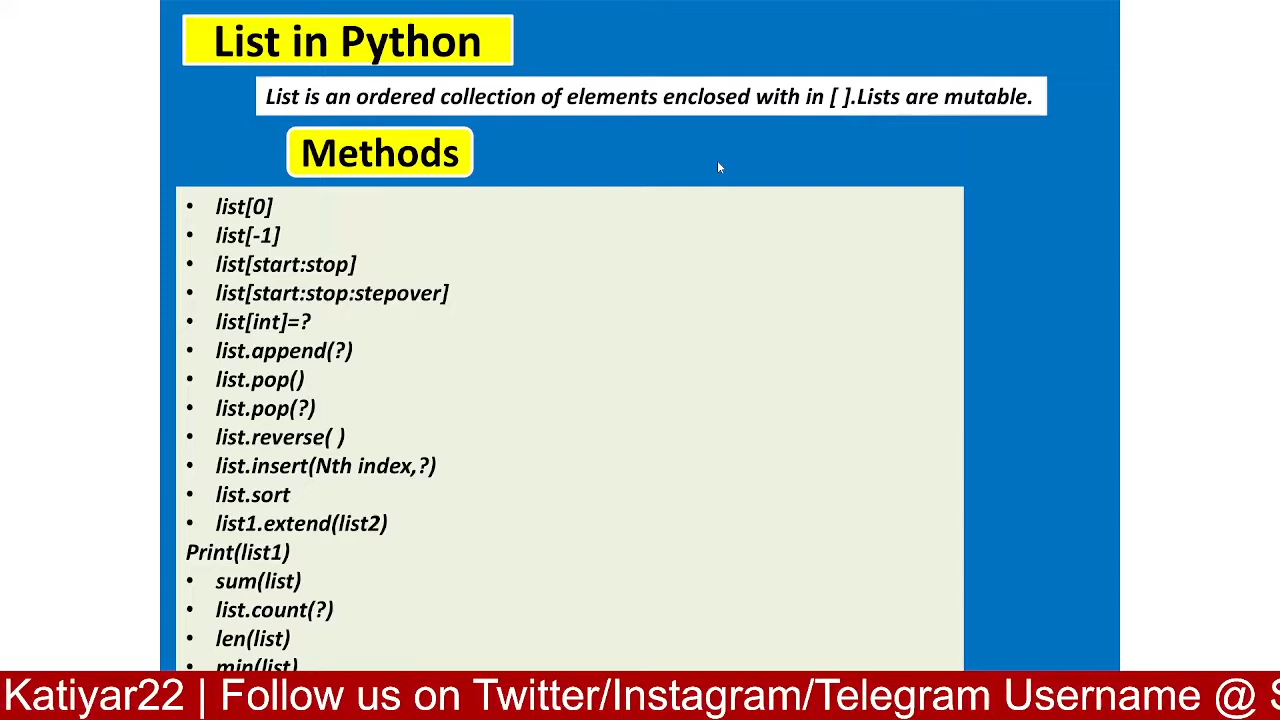 List in Python
List is an ordered collection of elements enclosed with in [ ].Lists are mutable.
Methods
• list[0]
• list[-1]
• list[start:stop]
• list[start:stop:stepover]
• list[int]=?
• list.append(?)
• list.pop()
• list.pop(?)
• list.reverse( )
• list.insert(Nth index,?)
• list.sort
• list1.extend(list2)
Print(list1)
• sum(list)
• list.count(?)
• len(list)
• min(list)
Katiyar22 | Follow us on Twitter/Instagram/Telegram Username @ S